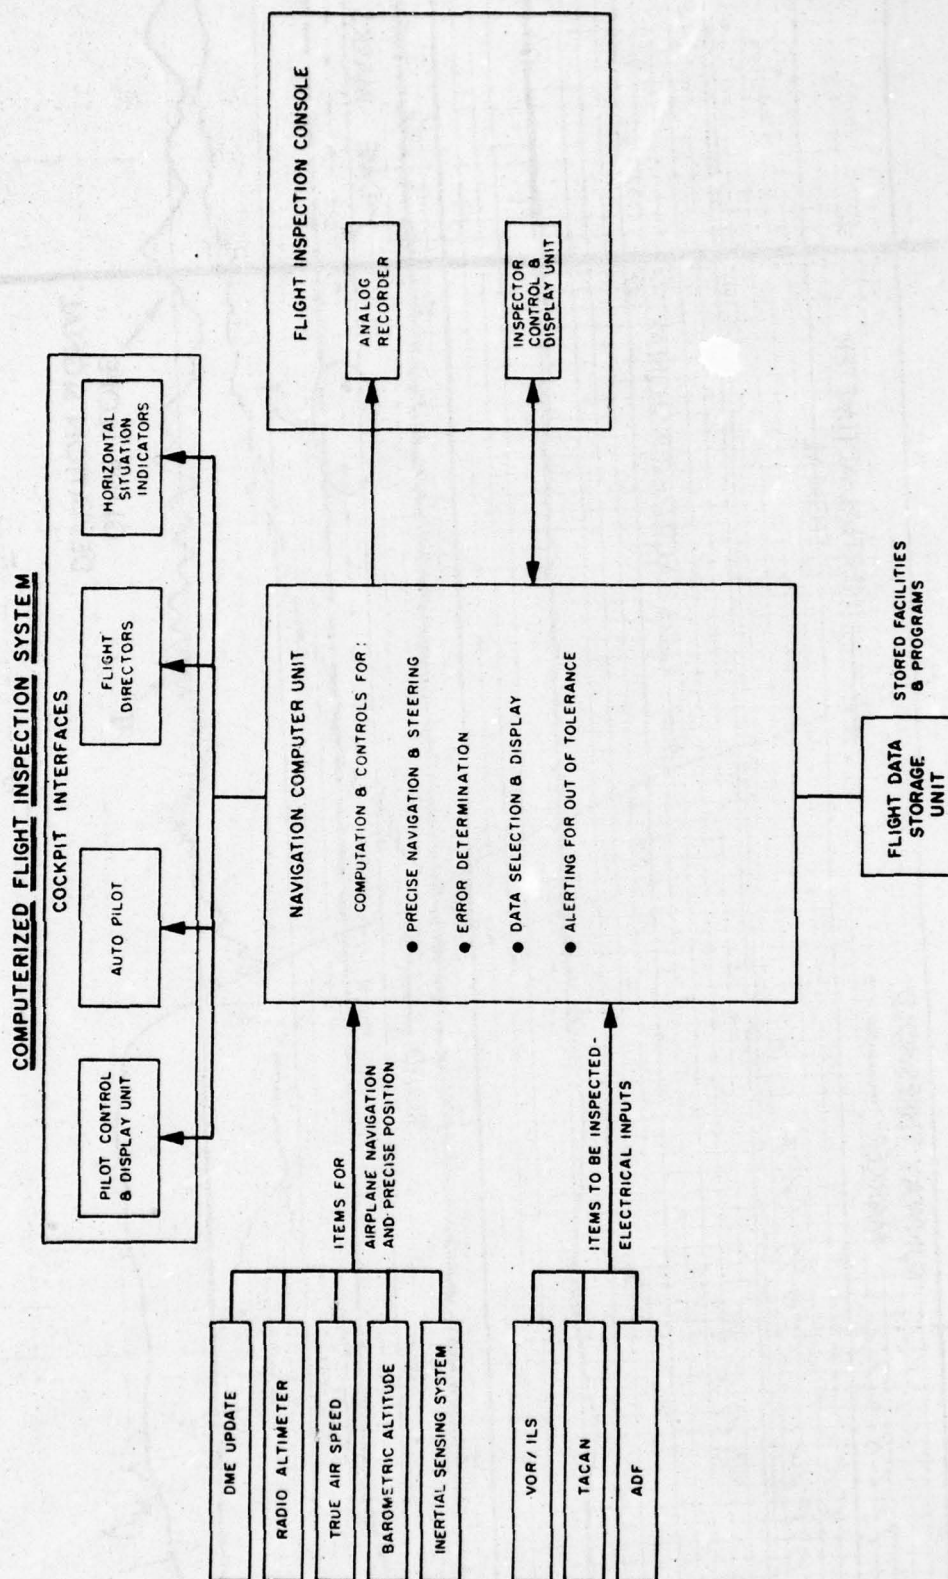 COMPUTERIZED FLIGHT INSPECTION SYSTEM
COCKPIT INTERFACES
PILOT CONTROL
& DISPLAY UNIT
AUTO PILOT
FLIGHT
DIRECTORS
HORIZONTAL
SITUATION
INDICATORS
DME UPDATE
RADIO ALTIMETER
TRUE AIR SPEED
BAROMETRIC ALTITUDE
INERTIAL SENSING SYSTEM
ITEMS FOR
AIRPLANE NAVIGATION
AND PRECISE POSITION
VOR/ILS
TACAN
ADF
ITEMS TO BE INSPECTED-
ELECTRICAL INPUTS
NAVIGATION COMPUTER UNIT
COMPUTATION & CONTROLS FOR:
● PRECISE NAVIGATION & STEERING
● ERROR DETERMINATION
● DATA SELECTION & DISPLAY
● ALERTING FOR OUT OF TOLERANCE
FLIGHT INSPECTION CONSOLE
ANALOG
RECORDER
INSPECTOR
CONTROL &
DISPLAY UNIT
FLIGHT DATA
STORAGE
UNIT
STORED FACILITIES
& PROGRAMS